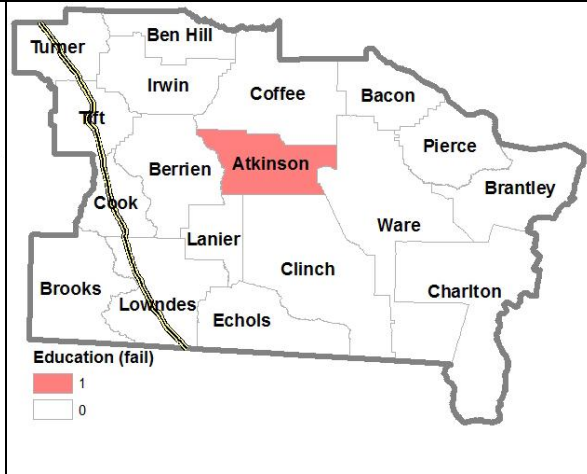 Ben Hill
Turner
Irwin
Coffee
Bacon
Tift
Pierce
Berrien
Atkinson
Brantley
Cook
Ware
Lanier
Clinch
Brooks
Charlton
Lowndes
Echols
Education (fail)
1
0